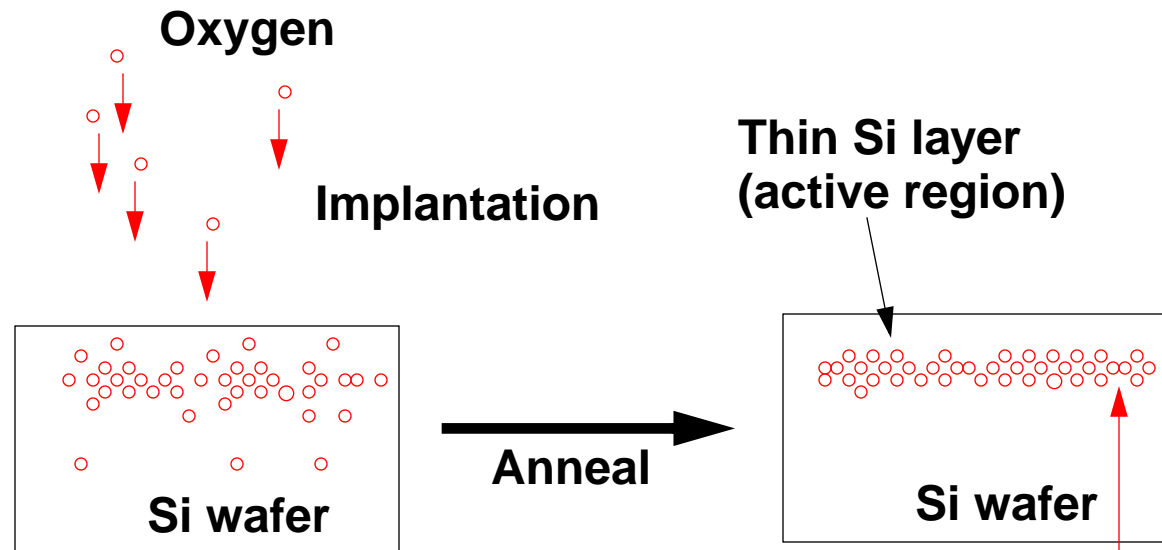 Oxygen
Implantation
Si wafer
Anneal
Thin Si layer
(active region)
Si wafer